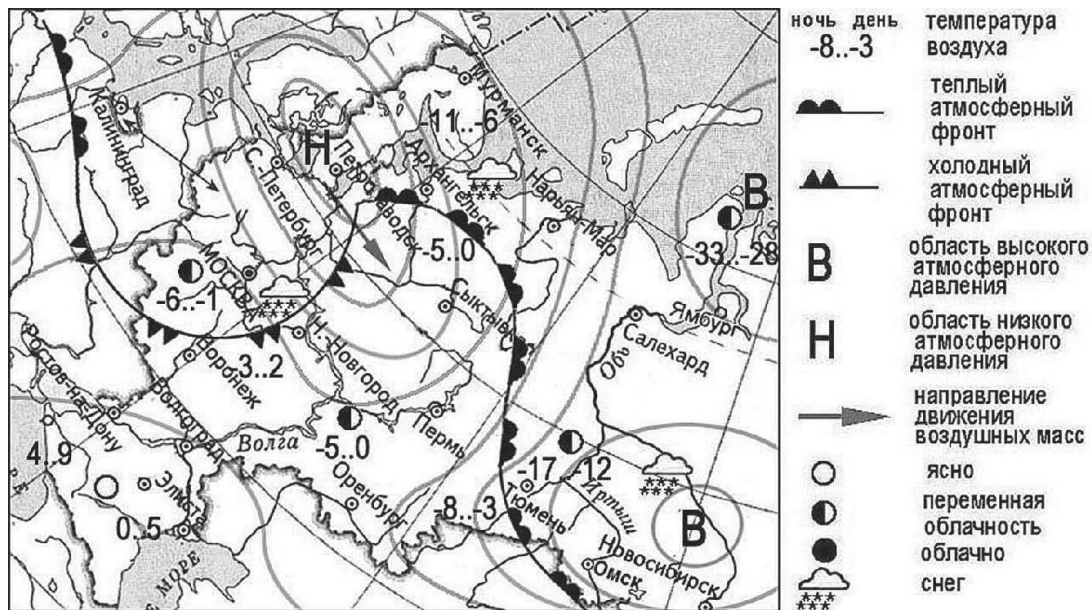 Калининград
С.-Петербург
Н
Петрозаводск
Мурманск
-11..-6
Архангельск
Нарьян-Мар
В
-33..-28
-5..0
МОСКВА
-6..-1
Сыктывкар
Ямбург
Салехард
Обь
Н.-Новгород
-3..2
Воронеж
Ростов-на-Дону
Волгоград
Волга
Пермь
-5..0
4..9
Элиста
0..5
Оренбург
-17..-12
Иртыш
Тюмень
-8..-3
В
Новосибирск
Омск
МОРЕ
ночь день
-8..-3
температура
воздуха
теплый
атмосферный
фронт
холодный
атмосферный
фронт
В
область высокого
атмосферного
давления
Н
область низкого
атмосферного
давления
направление
движения
воздушных масс
ясно
переменная
облачность
облачно
снег